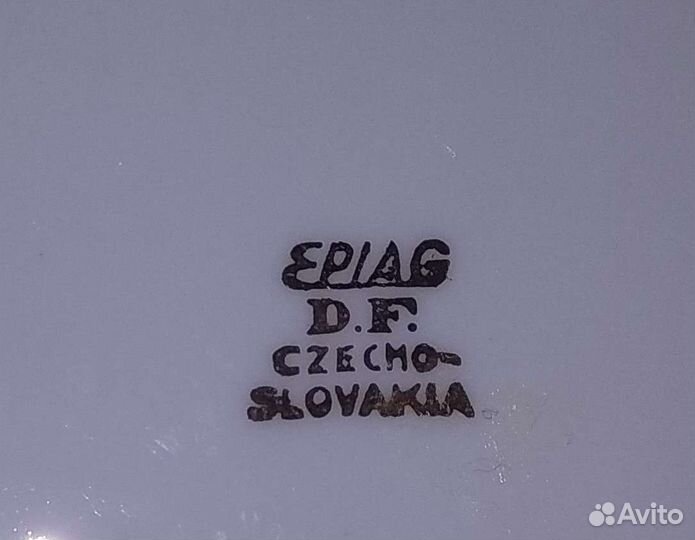 EPIAG
D.F.
CZECHO-
SLOVAKIA
Avito